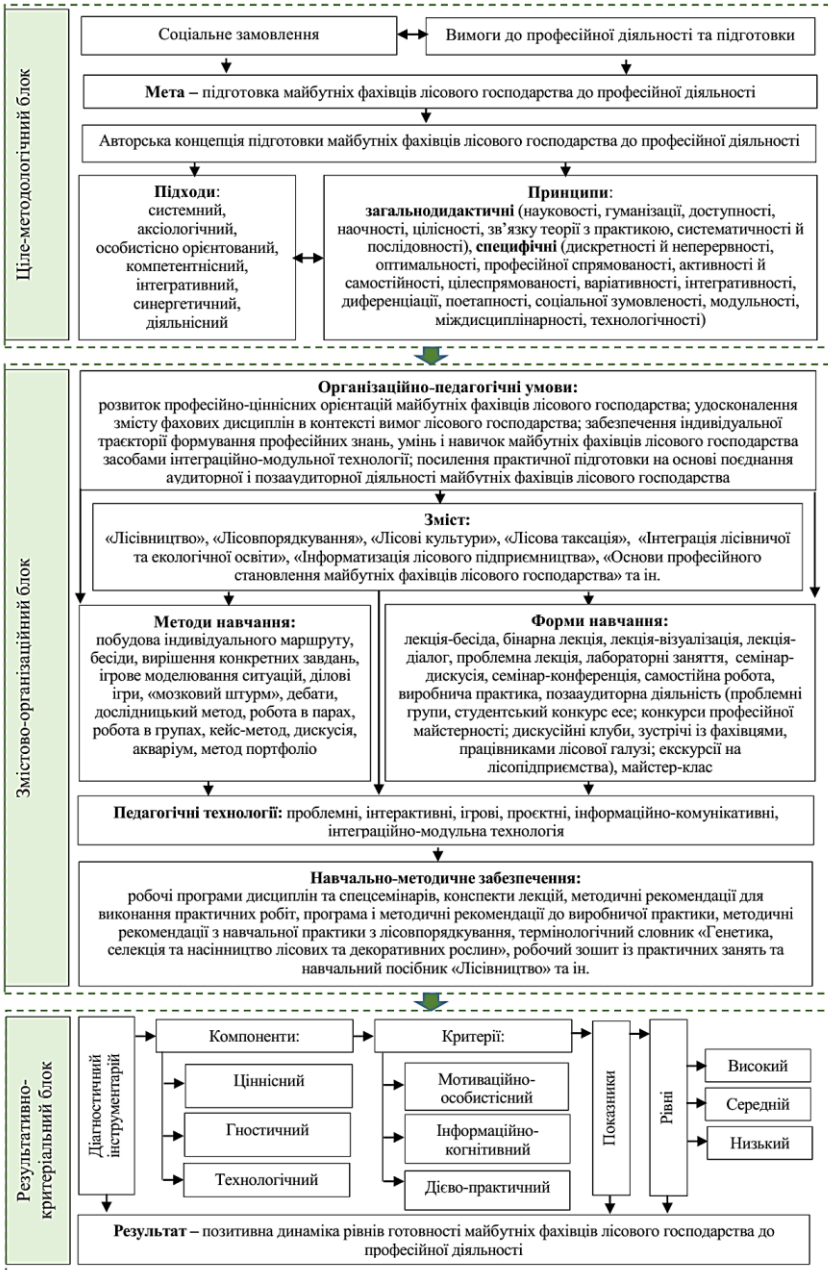 Ціле-методологічний блок
Соціальне замовлення
Вимоги до професійної діяльності та підготовки
Мета – підготовка майбутніх фахівців лісового господарства до професійної діяльності
Авторська концепція підготовки майбутніх фахівців лісового господарства до професійної діяльності
Підходи:
системний,
аксіологічний,
особистісно орієнтований,
компетентнісний,
інтегративний,
синергетичний,
діяльнісний
Принципи:
загальнодидактичні (науковості, гуманізації, доступності,
наочності, цілісності, зв’язку теорії з практикою, систематичності й
послідовності), специфічні (дискретності й неперервності,
оптимальності, професійної спрямованості, активності й
самостійності, цілеспрямованості, варіативності, інтегративності,
диференціації, поетапності, соціальної зумовленості, модульності,
міждисциплінарності, технологічності)
Змістово-організаційний блок
Організаційно-педагогічні умови:
розвиток професійно-ціннісних орієнтацій майбутніх фахівців лісового господарства; удосконалення
змісту фахових дисциплін в контексті вимог лісового господарства; забезпечення індивідуальної
траєкторії формування професійних знань, умінь і навичок майбутніх фахівців лісового господарства
засобами інтеграційно-модульної технології; посилення практичної підготовки на основі поєднання
аудиторної і позааудиторної діяльності майбутніх фахівців лісового господарства
Зміст:
«Лісівництво», «Лісовпорядкування», «Лісові культури», «Лісова таксація», «Інтеграція лісівничої
та екологічної освіти», «Інформатизація лісового підприємництва», «Основи професійного
становлення майбутніх фахівців лісового господарства» та ін.
Методи навчання:
побудова індивідуального маршруту,
бесіди, вирішення конкретних завдань,
ігрове моделювання ситуацій, ділові
ігри, «мозковий штурм», дебати,
дослідницький метод, робота в парах,
робота в групах, кейс-метод, дискусія,
акваріум, метод портфоліо
Форми навчання:
лекція-бесіда, бінарна лекція, лекція-візуалізація, лекція-
діалог, проблемна лекція, лабораторні заняття, семінар-
дискусія, семінар-конференція, самостійна робота,
виробнича практика, позааудиторна діяльність (проблемні
групи, студентський конкурс есе; конкурси професійної
майстерності; дискусійні клуби, зустрічі із фахівцями,
працівниками лісової галузі; екскурсії на
лісопідприємства), майстер-клас
Педагогічні технології: проблемні, інтерактивні, ігрові, проєктні, інформаційно-комунікативні,
інтеграційно-модульна технологія
Навчально-методичне забезпечення:
робочі програми дисциплін та спецсемінарів, конспекти лекцій, методичні рекомендації для
виконання практичних робіт, програма і методичні рекомендації до виробничої практики, методичні
рекомендації з навчальної практики з лісовпорядкування, термінологічний словник «Генетика,
селекція та насінництво лісових та декоративних рослин», робочий зошит із практичних занять та
навчальний посібник «Лісівництво» та ін.
Результативно-
критеріальний блок
Діагностичний
інструментарій
Компоненти:
Ціннісний
Гностичний
Технологічний
Критерії:
Мотиваційно-
особистісний
Інформаційно-
когнітивний
Дієво-практичний
Показники
Рівні
Високий
Середній
Низький
Результат – позитивна динаміка рівнів готовності майбутніх фахівців лісового господарства до
професійної діяльності